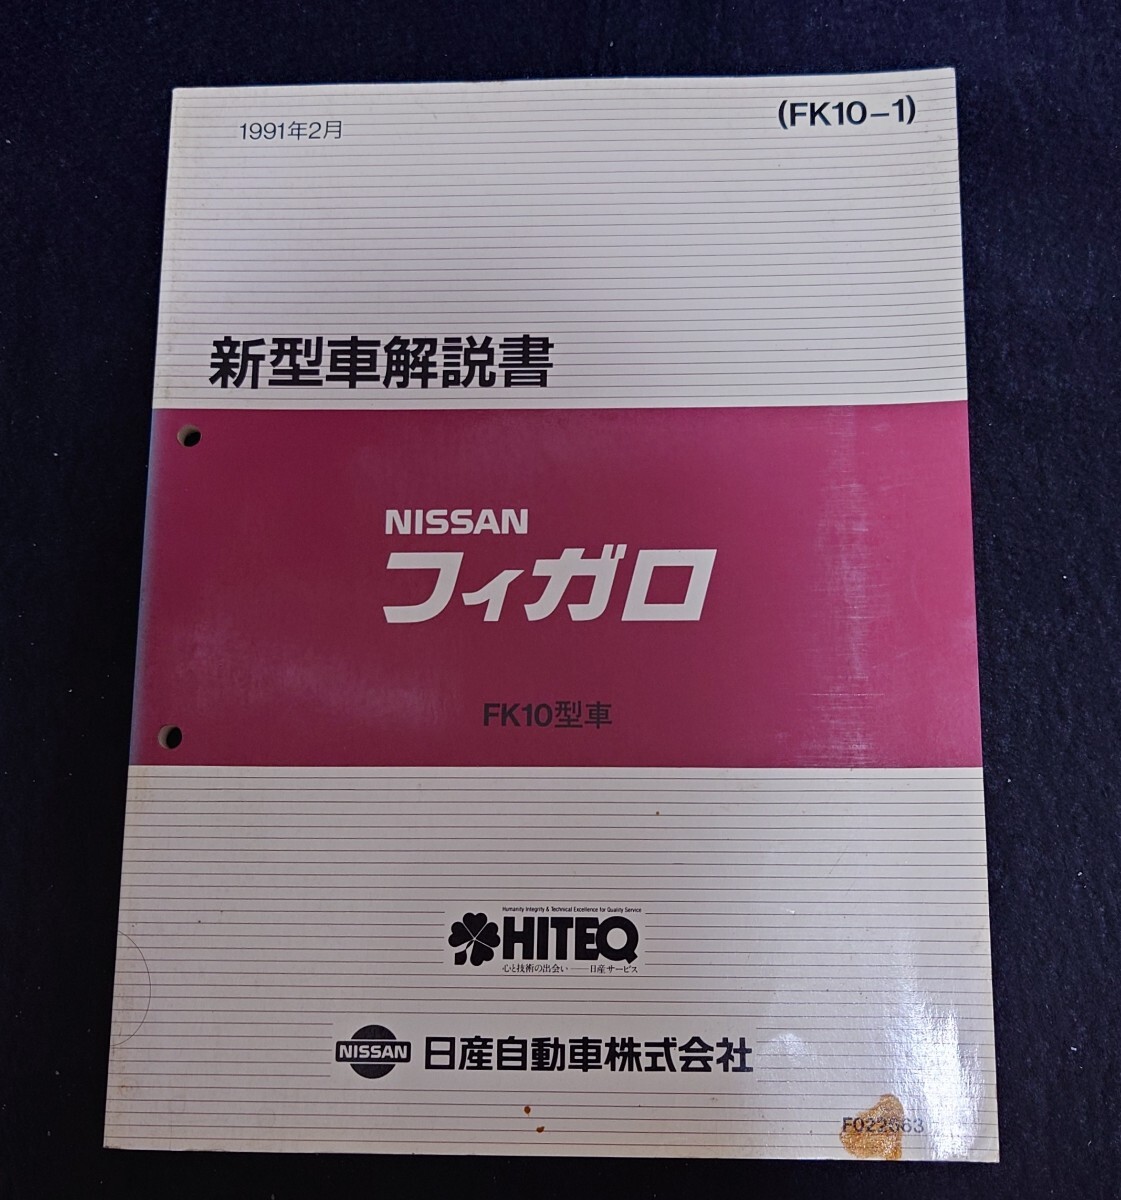 1991年2月
(FK10-1)
新型車解説書
NISSAN
フィガロ
FK10型車
Humanity Integrity & Technical Excellence for Quality Service
HITEQ
心と技術の出会い——日産サービス
NISSAN 日産自動車株式会社